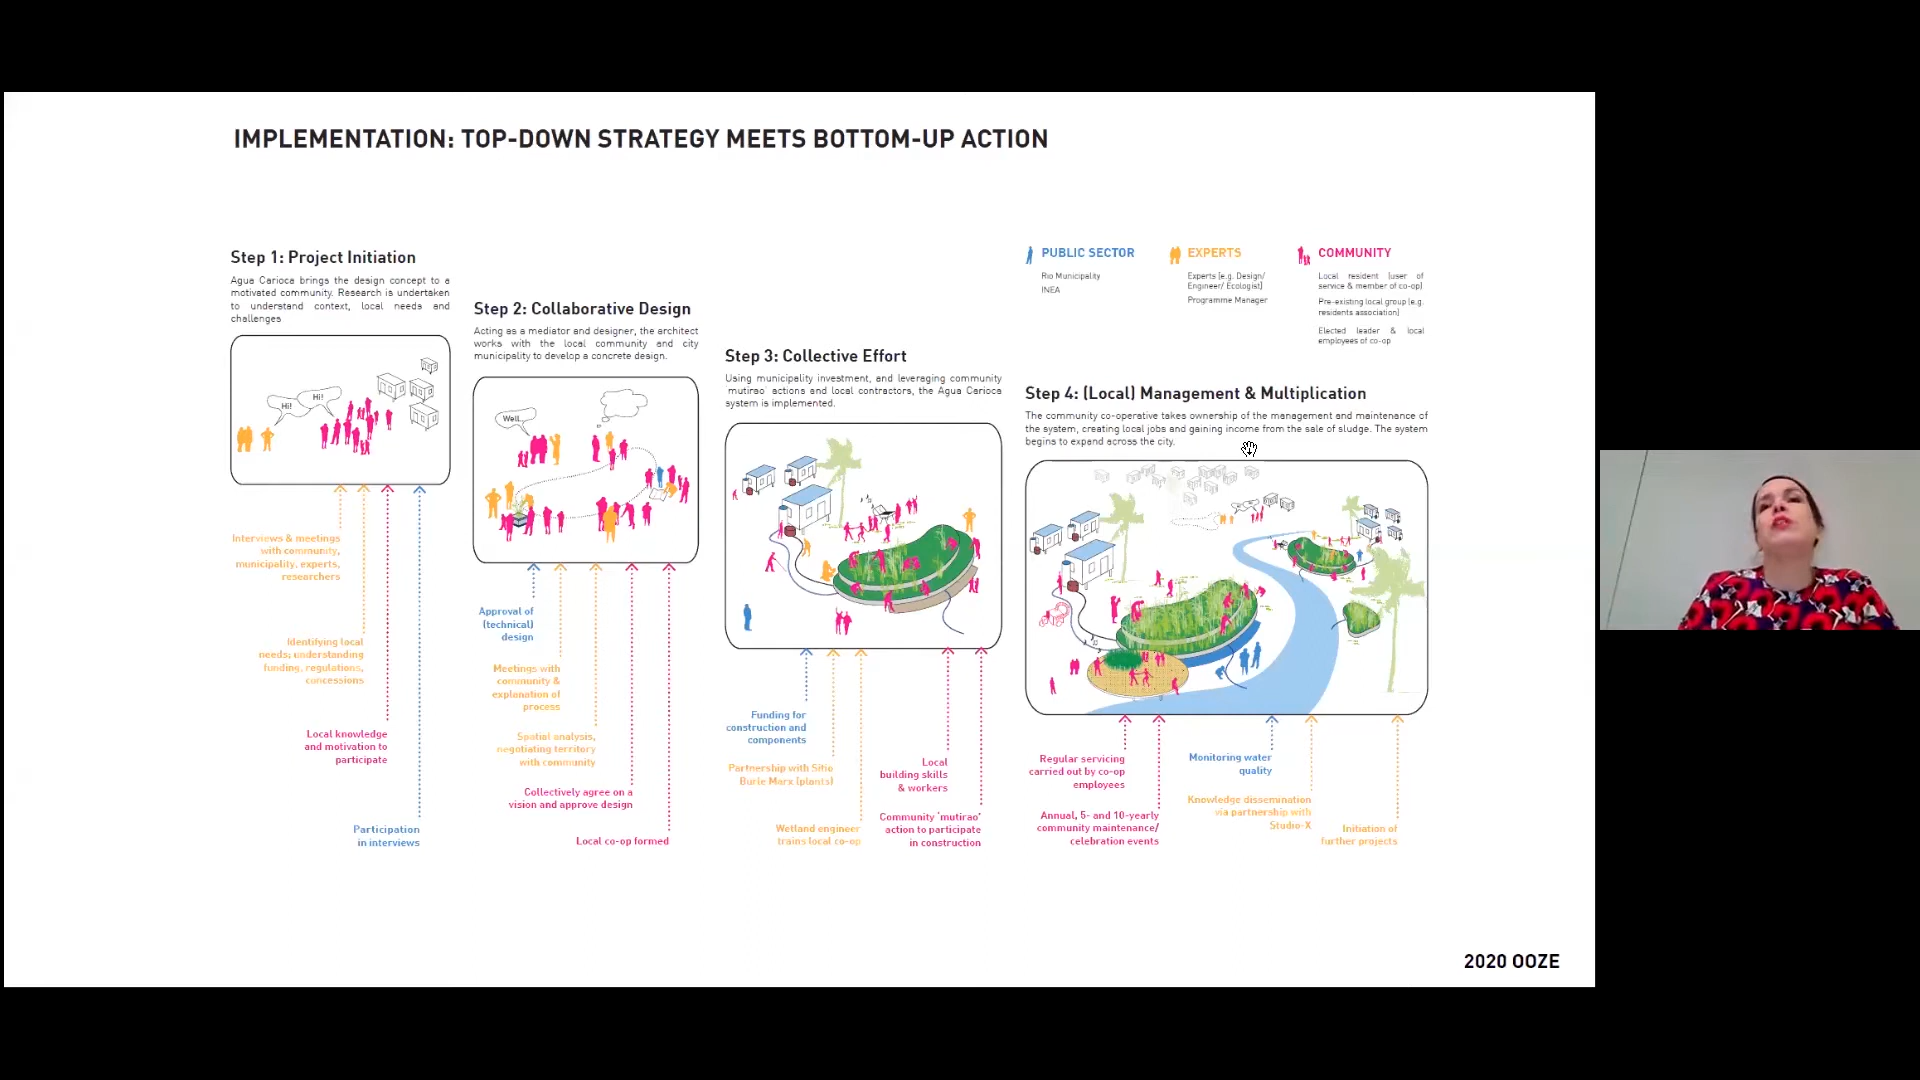 IMPLEMENTATION: TOP-DOWN STRATEGY MEETS BOTTOM-UP ACTION
Step 1: Project Initiation
Agua Carioca brings the design concept to a
motivated community. Research is undertaken
to understand context, local needs and
challenges
Hi!
Hi!
Interviews & meetings
with community,
municipality, experts,
researchers
Identifying local
needs; understanding
funding, regulations,
concessions
Local knowledge
and motivation to
participate
Participation
in interviews
Step 2: Collaborative Design
Acting as a mediator and designer, the architect
works with the local community and city
municipality to develop a concrete design.
Well..
Approval of
(technical)
design
Meetings with
community &
explanation of
process
Spatial analysis,
negotiating territory
with community
Collectively agree on a
vision and approve design
Local co-op formed
Step 3: Collective Effort
Using municipality investment, and leveraging community
'mutirao' actions and local contractors, the Agua Carioca
system is implemented.
Funding for
construction and
components
Partnership with Sitio
Burle Marx (plants)
Wetland engineer
trains local co-op
Local
building skills
& workers
Community 'mutirao'
action to participate
in construction
PUBLIC SECTOR
Rio Municipality
INEA
EXPERTS
Experts [e.g. Design/
Engineer/ Ecologist]
Programme Manager
COMMUNITY
Local resident [user of
service & member of co-op]
Pre-existing local group [e.g.
residents association]
Elected leader & local
employees of co-op
Step 4: (Local) Management & Multiplication
The community co-operative takes ownership of the management and maintenance of
the system, creating local jobs and gaining income from the sale of sludge. The system
begins to expand across the city.
Regular servicing
carried out by co-op
employees
Annual, 5- and 10-yearly
community maintenance/
celebration events
Monitoring water
quality
Knowledge dissemination
via partnership with
Studio-X
Initiation of
further projects
2020 OOZE